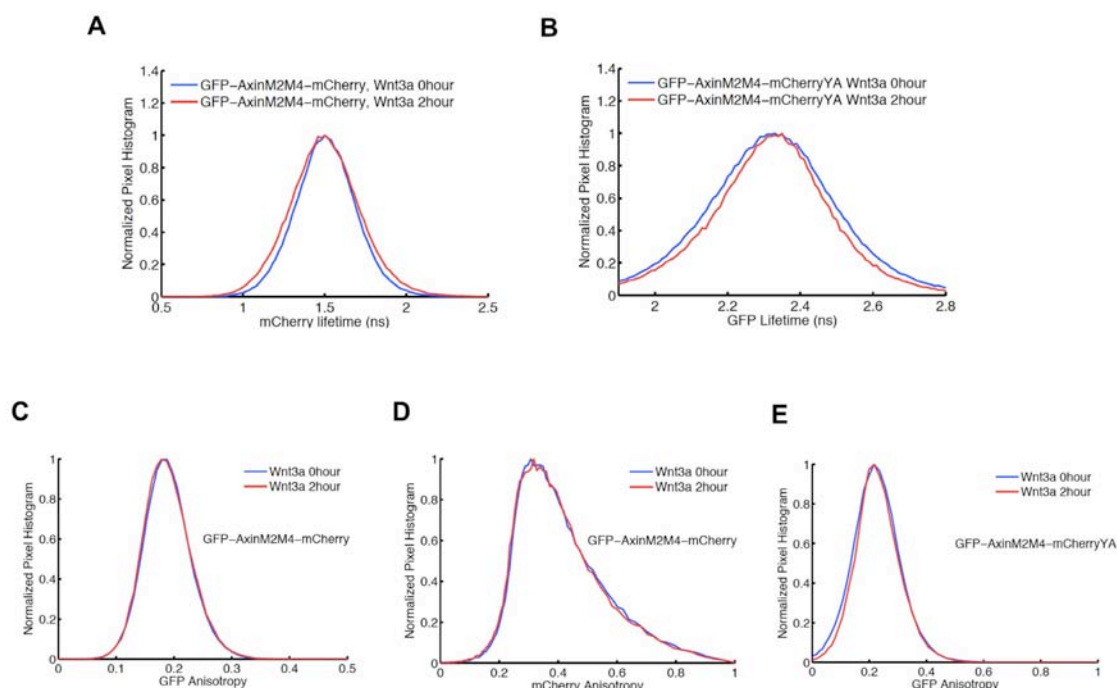 A
GFP–AxinM2M4–mCherry, Wnt3a 0hour
GFP–AxinM2M4–mCherry, Wnt3a 2hour
Normalized Pixel Histogram
1.4
1.2
1
0.8
0.6
0.4
0.2
0
0.5
1
1.5
2
2.5
mCherry lifetime (ns)
B
GFP–AxinM2M4–mCherryYA Wnt3a 0hour
GFP–AxinM2M4–mCherryYA Wnt3a 2hour
Normalized Pixel Histogram
1.4
1.2
1
0.8
0.6
0.4
0.2
0
2
2.2
2.4
2.6
2.8
GFP Lifetime (ns)
C
Wnt3a 0hour
Wnt3a 2hour
GFP–AxinM2M4–mCherry
Normalized Pixel Histogram
1
0.8
0.6
0.4
0.2
0
0
0.1
0.2
0.3
0.4
0.5
GFP Anisotropy
D
Wnt3a 0hour
Wnt3a 2hour
GFP–AxinM2M4–mCherry
Normalized Pixel Histogram
1
0.8
0.6
0.4
0.2
0
0
0.2
0.4
0.6
0.8
1
mCherry Anisotropy
E
Wnt3a 0hour
Wnt3a 2hour
GFP–AxinM2M4–mCherryYA
Normalized Pixel Histogram
1
0.8
0.6
0.4
0.2
0
0
0.2
0.4
0.6
0.8
1
GFP Anisotropy